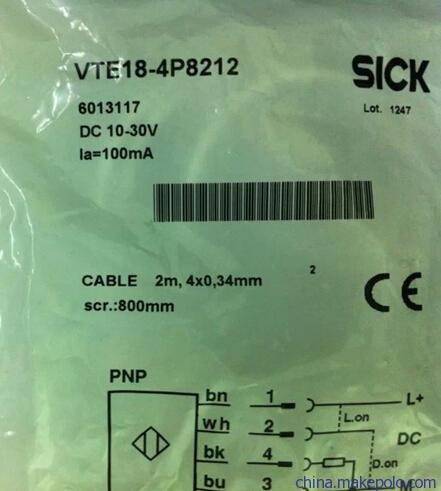 VTE18-4P8212
SICK
6013117
Lot. 1247
DC 10-30V
Ia=100mA
CABLE 2m, 4x0,34mm 2
scr.:800mm
CE
PNP
bn 1 L+
L.on
wh 2 DC
bk 4 D.on
bu 3 M
china.makepolo.com